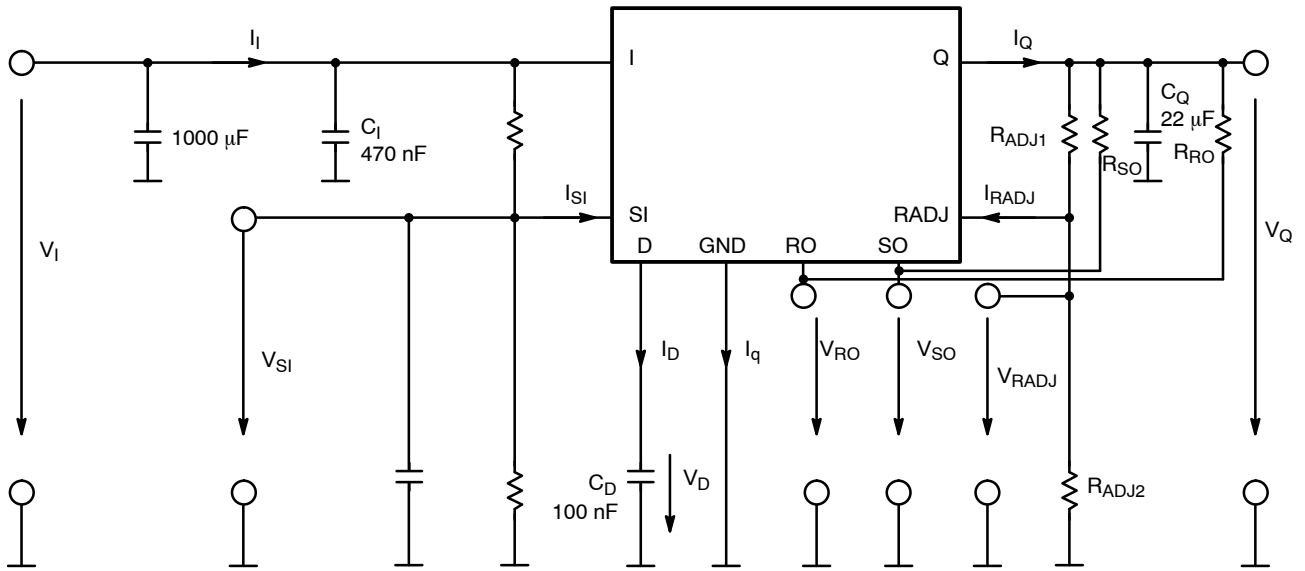 I_I
I_Q
I
Q
1000 μF
C_I
470 nF
R_ADJ1
R_SO
C_Q
22 μF
R_RO
I_SI
SI
RADJ
I_RADJ
D
GND
RO
SO
V_I
V_SI
I_D
I_q
V_RO
V_SO
V_RADJ
V_Q
C_D
100 nF
V_D
R_ADJ2